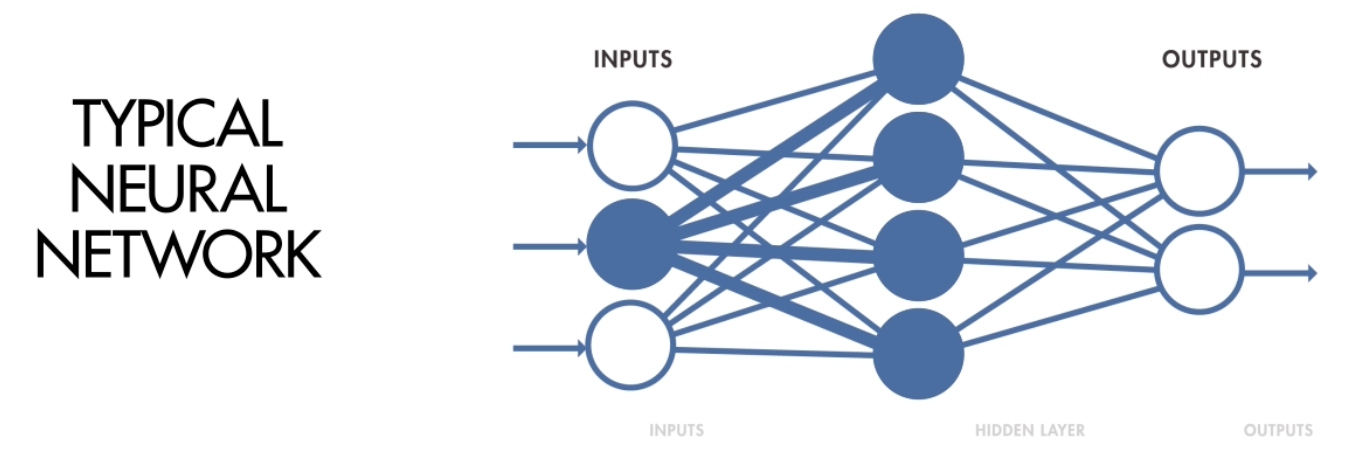 TYPICAL
NEURAL
NETWORK
INPUTS
OUTPUTS
INPUTS
HIDDEN LAYER
OUTPUTS